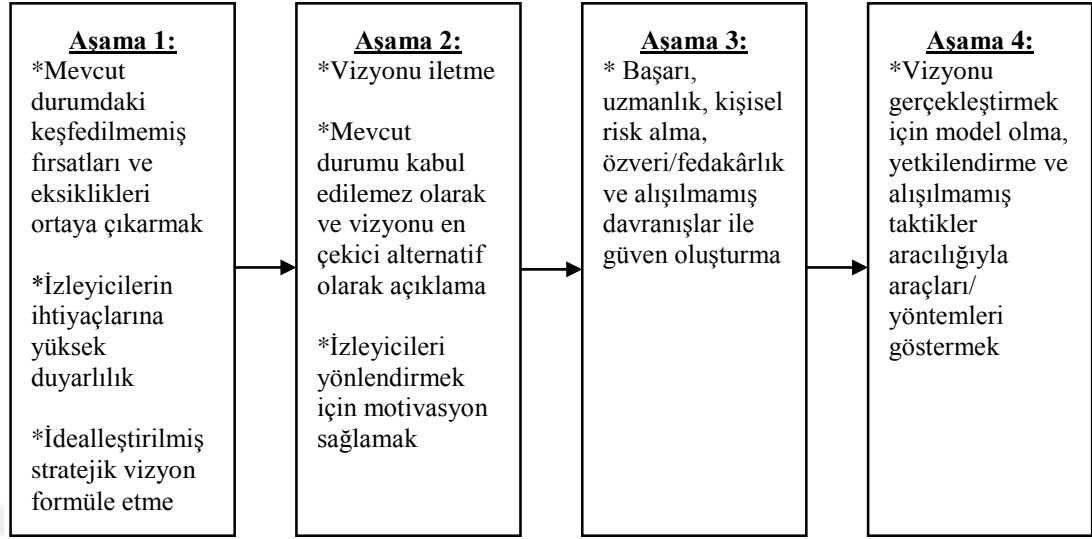 Aşama 1:
*Mevcut
durumdaki
keşfedilmemiş
fırsatları ve
eksiklikleri
ortaya çıkarmak
*İzleyicilerin
ihtiyaçlarına
yüksek
duyarlılık
*İdealleştirilmiş
stratejik vizyon
formüle etme
Aşama 2:
*Vizyonu iletme
*Mevcut
durumu kabul
edilemez olarak
ve vizyonu en
çekici alternatif
olarak açıklama
*İzleyicileri
yönlendirmek
için motivasyon
sağlamak
Aşama 3:
* Başarı,
uzmanlık, kişisel
risk alma,
özveri/fedakârlık
ve alışılmamış
davranışlar ile
güven oluşturma
Aşama 4:
*Vizyonu
gerçekleştirmek
için model olma,
yetkilendirme ve
alışılmamış
taktikler
aracılığıyla
araçları/
yöntemleri
göstermek